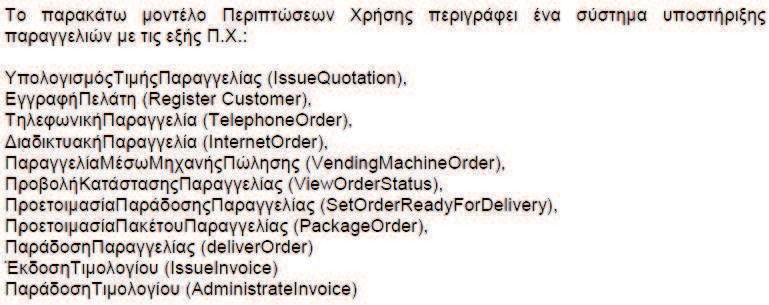 Το παρακάτω μοντέλο Περιπτώσεων Χρήσης περιγράφει ένα σύστημα υποστήριξης
παραγγελιών με τις εξής Π.Χ.:
ΥπολογισμόςΤιμήςΠαραγγελίας (IssueQuotation),
ΕγγραφήΠελάτη (Register Customer),
ΤηλεφωνικήΠαραγγελία (TelephoneOrder),
ΔιαδικτυακήΠαραγγελία (InternetOrder),
ΠαραγγελίαΜέσωΜηχανήςΠώλησης (VendingMachineOrder),
ΠροβολήΚατάστασηςΠαραγγελίας (ViewOrderStatus),
ΠροετοιμασίαΠαράδοσηςΠαραγγελίας (SetOrderReadyForDelivery),
ΠροετοιμασίαΠακέτουΠαραγγελίας (PackageOrder),
ΠαράδοσηΠαραγγελίας (deliverOrder)
ΈκδοσηΤιμολογίου (IssueInvoice)
ΠαράδοσηΤιμολογίου (AdministrateInvoice)